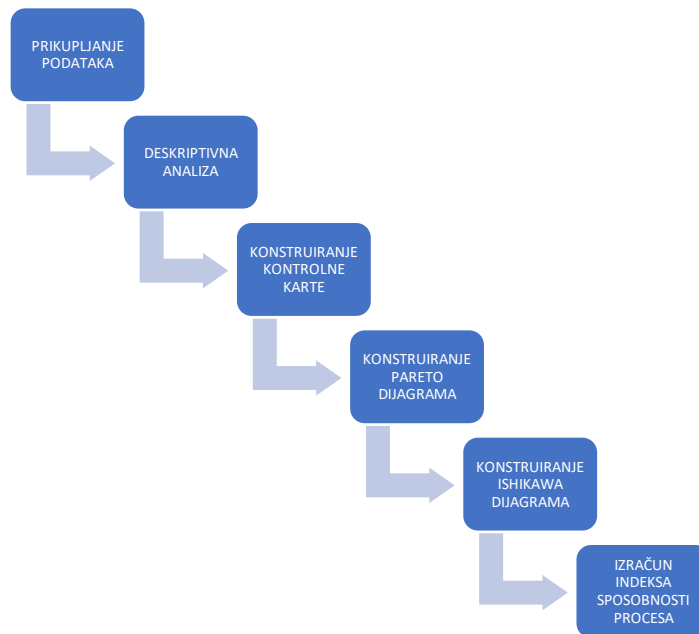 PRIKUPLJANJE
PODATAKA
DESKRIPTIVNA
ANALIZA
KONSTRUIRANJE
KONTROLNE
KARTE
KONSTRUIRANJE
PARETO
DIJAGRAMA
KONSTRUIRANJE
ISHIKAWA
DIJAGRAMA
IZRAČUN
INDEKSA
SPOSOBNOSTI
PROCESA